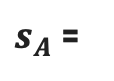 s_A =